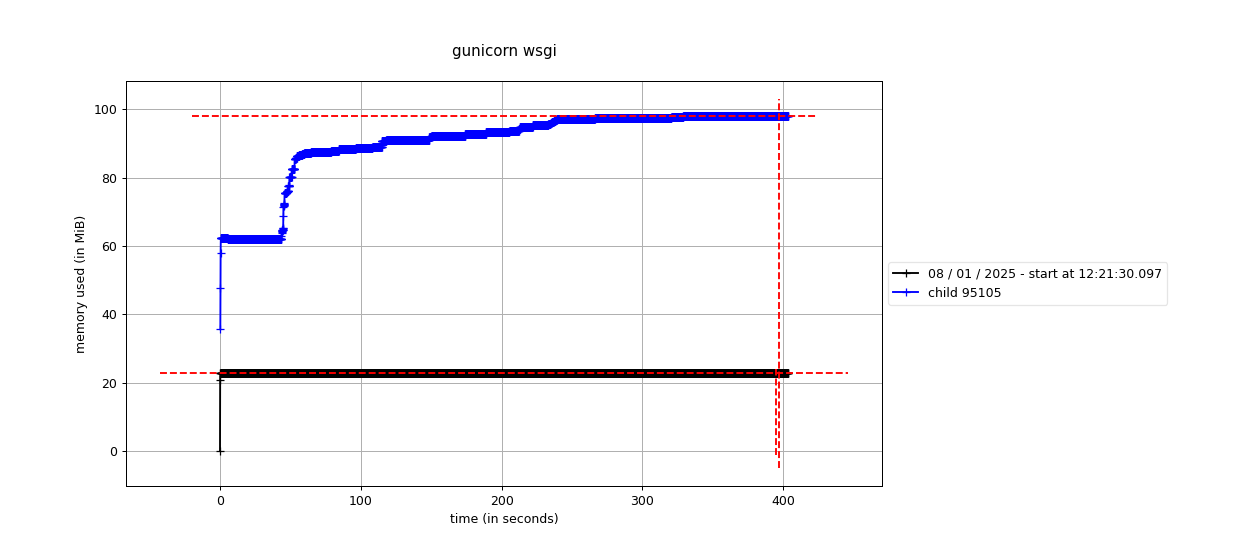 gunicorn wsgi
100
80
60
40
20
0
memory used (in MiB)
0 100 200 300 400
time (in seconds)
08 / 01 / 2025 - start at 12:21:30.097
child 95105